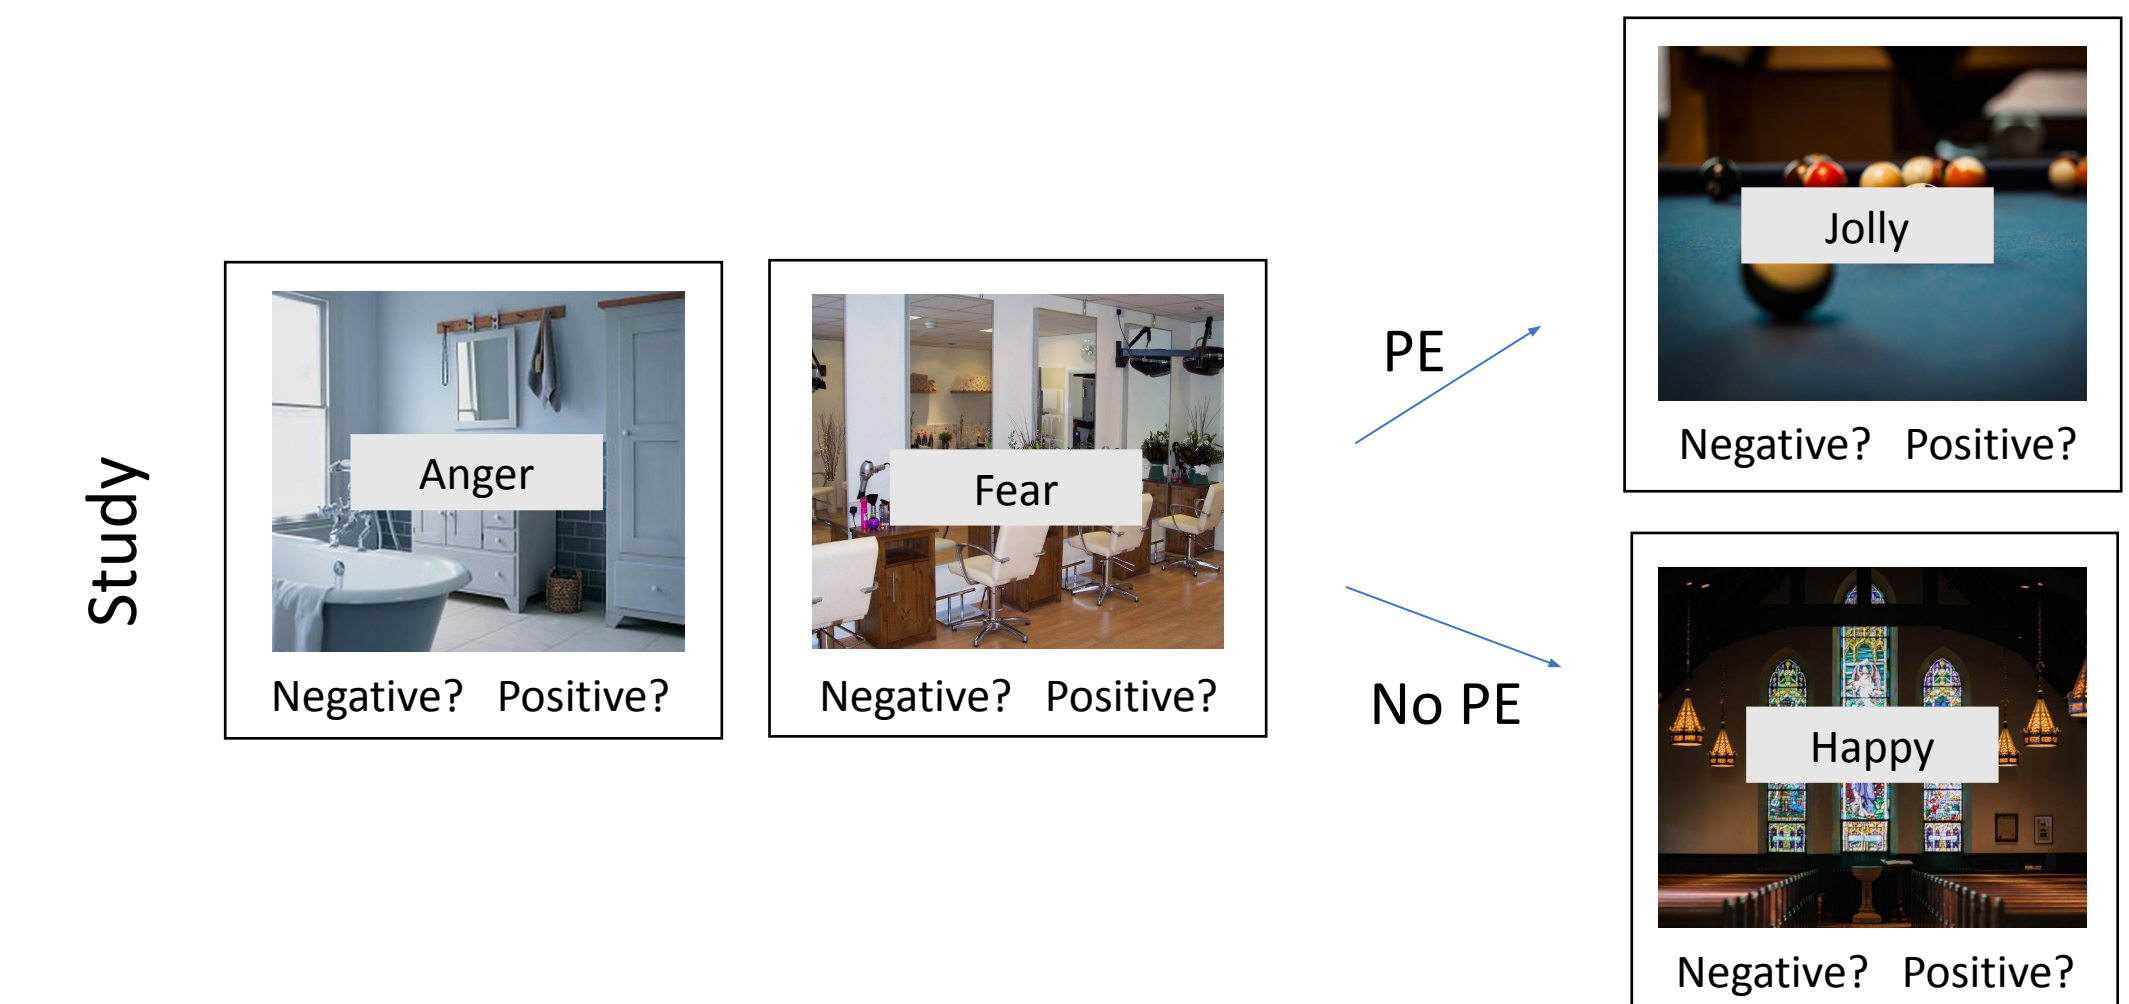 Study
Anger
Negative? Positive?
Fear
Negative? Positive?
PE
No PE
Jolly
Negative? Positive?
Happy
Negative? Positive?